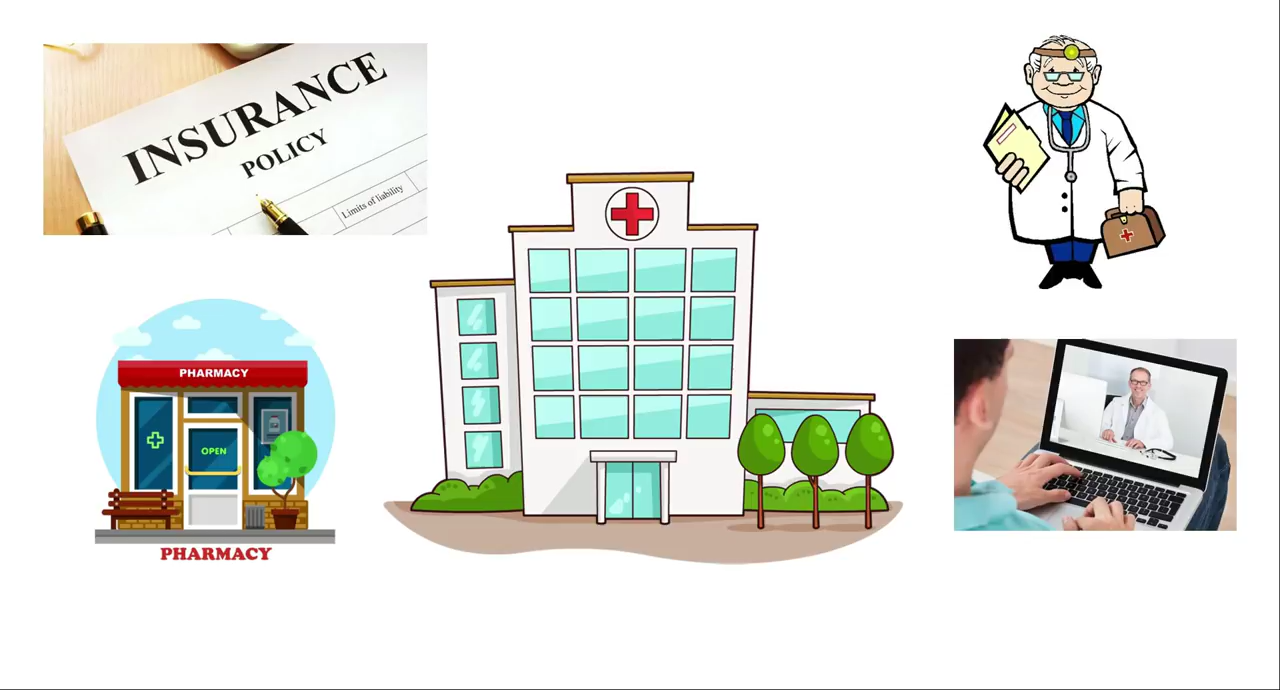 INSURANCE
POLICY
Limits of liability
PHARMACY
OPEN
PHARMACY